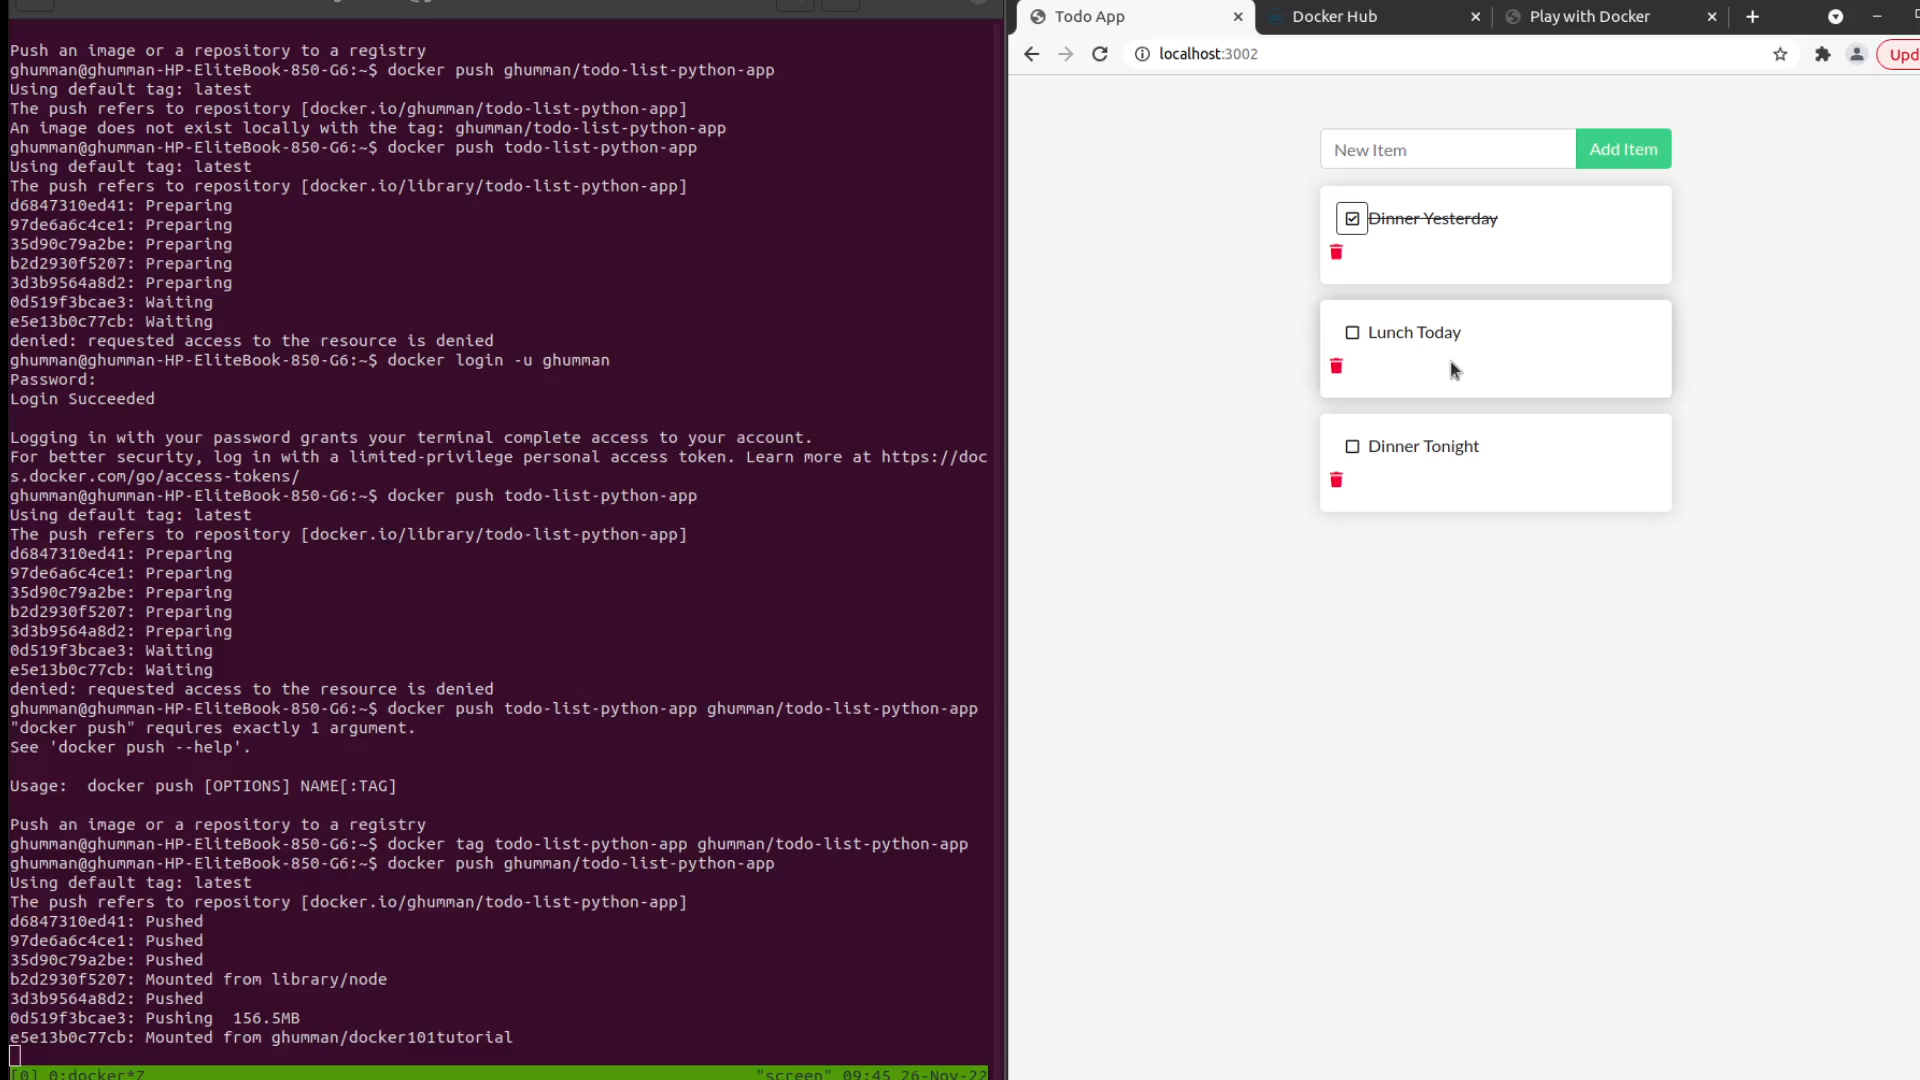 Push an image or a repository to a registry
ghumman@ghumman-HP-EliteBook-850-G6:~$ docker push ghumman/todo-list-python-app
Using default tag: latest
The push refers to repository [docker.io/ghumman/todo-list-python-app]
An image does not exist locally with the tag: ghumman/todo-list-python-app
ghumman@ghumman-HP-EliteBook-850-G6:~$ docker push todo-list-python-app
Using default tag: latest
The push refers to repository [docker.io/library/todo-list-python-app]
d6847310ed41: Preparing
97de6a6c4ce1: Preparing
35d90c79a2be: Preparing
b2d2930f5207: Preparing
3d3b9564a8d2: Preparing
0d519f3bcae3: Waiting
e5e13b0c77cb: Waiting
denied: requested access to the resource is denied
ghumman@ghumman-HP-EliteBook-850-G6:~$ docker login -u ghumman
Password:
Login Succeeded
Logging in with your password grants your terminal complete access to your account.
For better security, log in with a limited-privilege personal access token. Learn more at https://doc
s.docker.com/go/access-tokens/
ghumman@ghumman-HP-EliteBook-850-G6:~$ docker push todo-list-python-app
Using default tag: latest
The push refers to repository [docker.io/library/todo-list-python-app]
d6847310ed41: Preparing
97de6a6c4ce1: Preparing
35d90c79a2be: Preparing
b2d2930f5207: Preparing
3d3b9564a8d2: Preparing
0d519f3bcae3: Waiting
e5e13b0c77cb: Waiting
denied: requested access to the resource is denied
ghumman@ghumman-HP-EliteBook-850-G6:~$ docker push todo-list-python-app ghumman/todo-list-python-app
"docker push" requires exactly 1 argument.
See 'docker push --help'.
Usage:  docker push [OPTIONS] NAME[:TAG]
Push an image or a repository to a registry
ghumman@ghumman-HP-EliteBook-850-G6:~$ docker tag todo-list-python-app ghumman/todo-list-python-app
ghumman@ghumman-HP-EliteBook-850-G6:~$ docker push ghumman/todo-list-python-app
Using default tag: latest
The push refers to repository [docker.io/ghumman/todo-list-python-app]
d6847310ed41: Pushed
97de6a6c4ce1: Pushed
35d90c79a2be: Pushed
b2d2930f5207: Mounted from library/node
3d3b9564a8d2: Pushed
0d519f3bcae3: Pushing  156.5MB
e5e13b0c77cb: Mounted from ghumman/docker101tutorial
[0] 0:docker*Z "screen" 09:45 26-Nov-22
Todo App
Docker Hub
Play with Docker
localhost:3002
Upd
New Item
Add Item
Dinner Yesterday
Lunch Today
Dinner Tonight